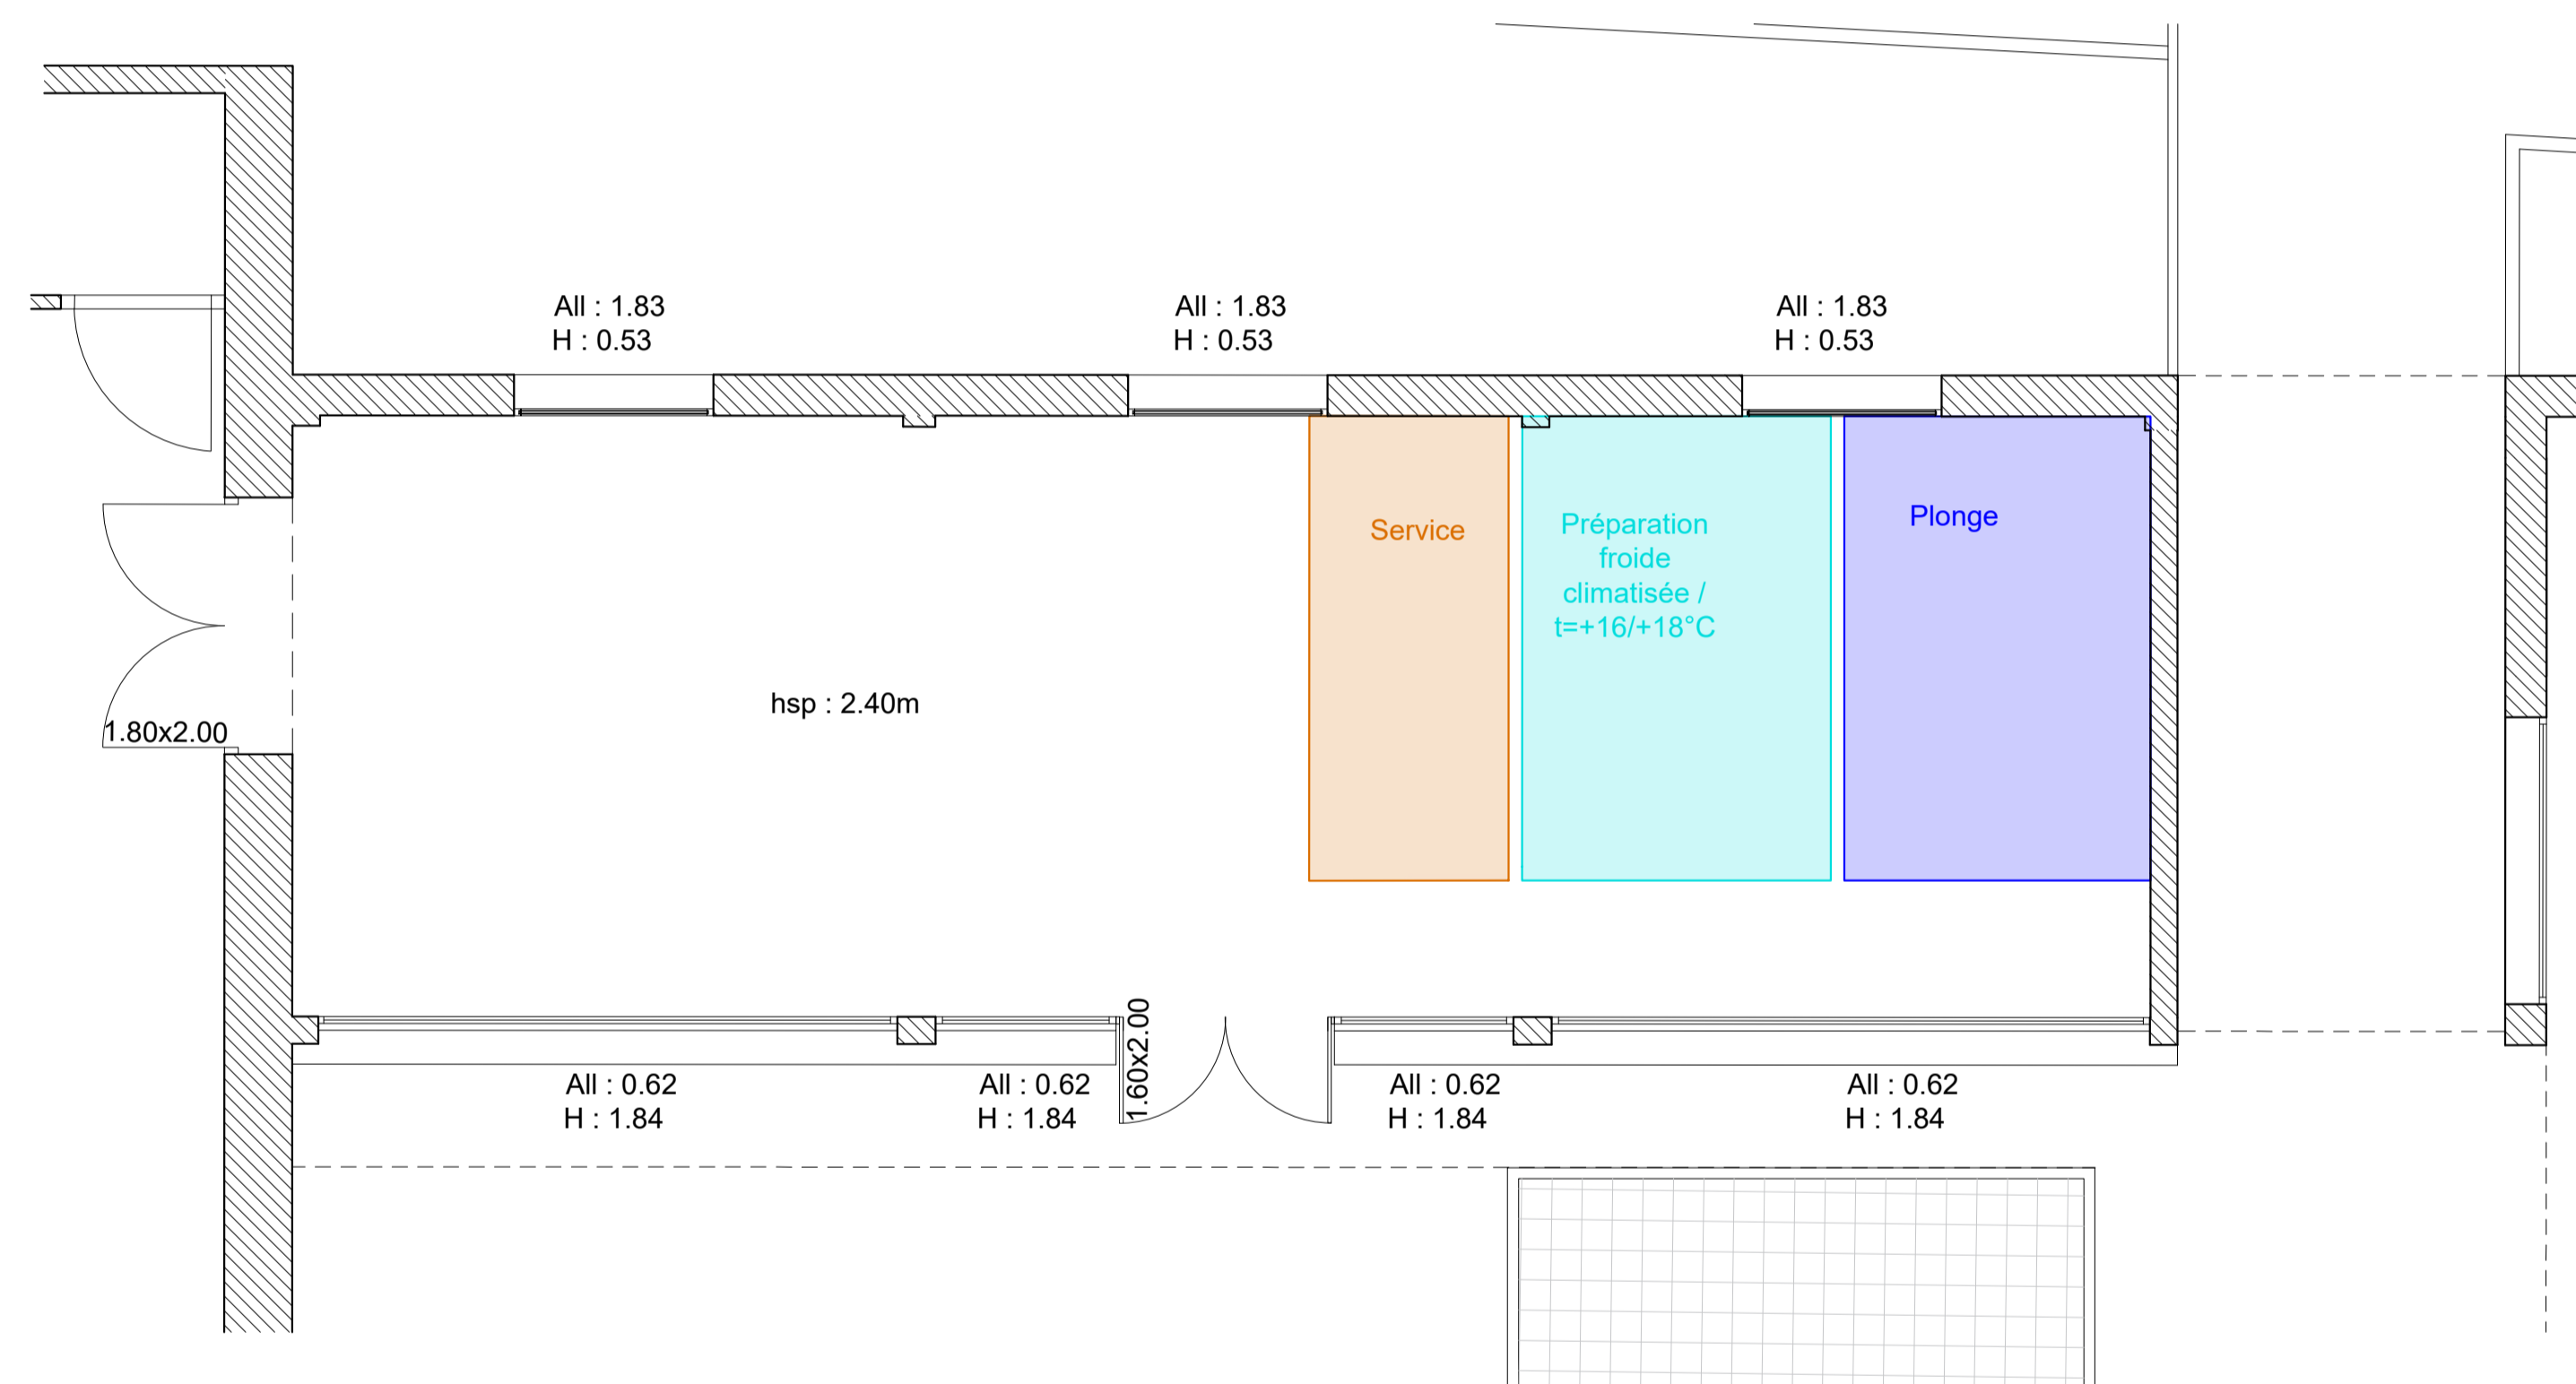 All : 1.83
H : 0.53
All : 1.83
H : 0.53
All : 1.83
H : 0.53
Service
Préparation
froide
climatisée /
t=+16/+18°C
Plonge
hsp : 2.40m
1.80x2.00
1.60x2.00
All : 0.62
H : 1.84
All : 0.62
H : 1.84
All : 0.62
H : 1.84
All : 0.62
H : 1.84